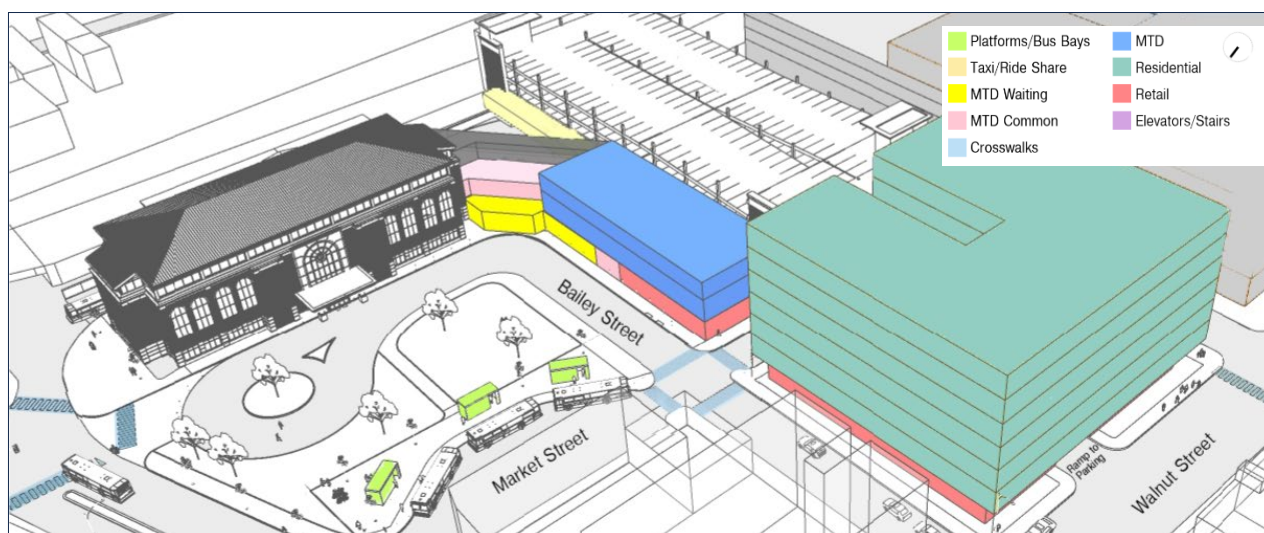 Platforms/Bus Bays
Taxi/Ride Share
MTD Waiting
MTD Common
Crosswalks
MTD
Residential
Retail
Elevators/Stairs
Bailey Street
Market Street
Ramp to
Parking
Walnut Street